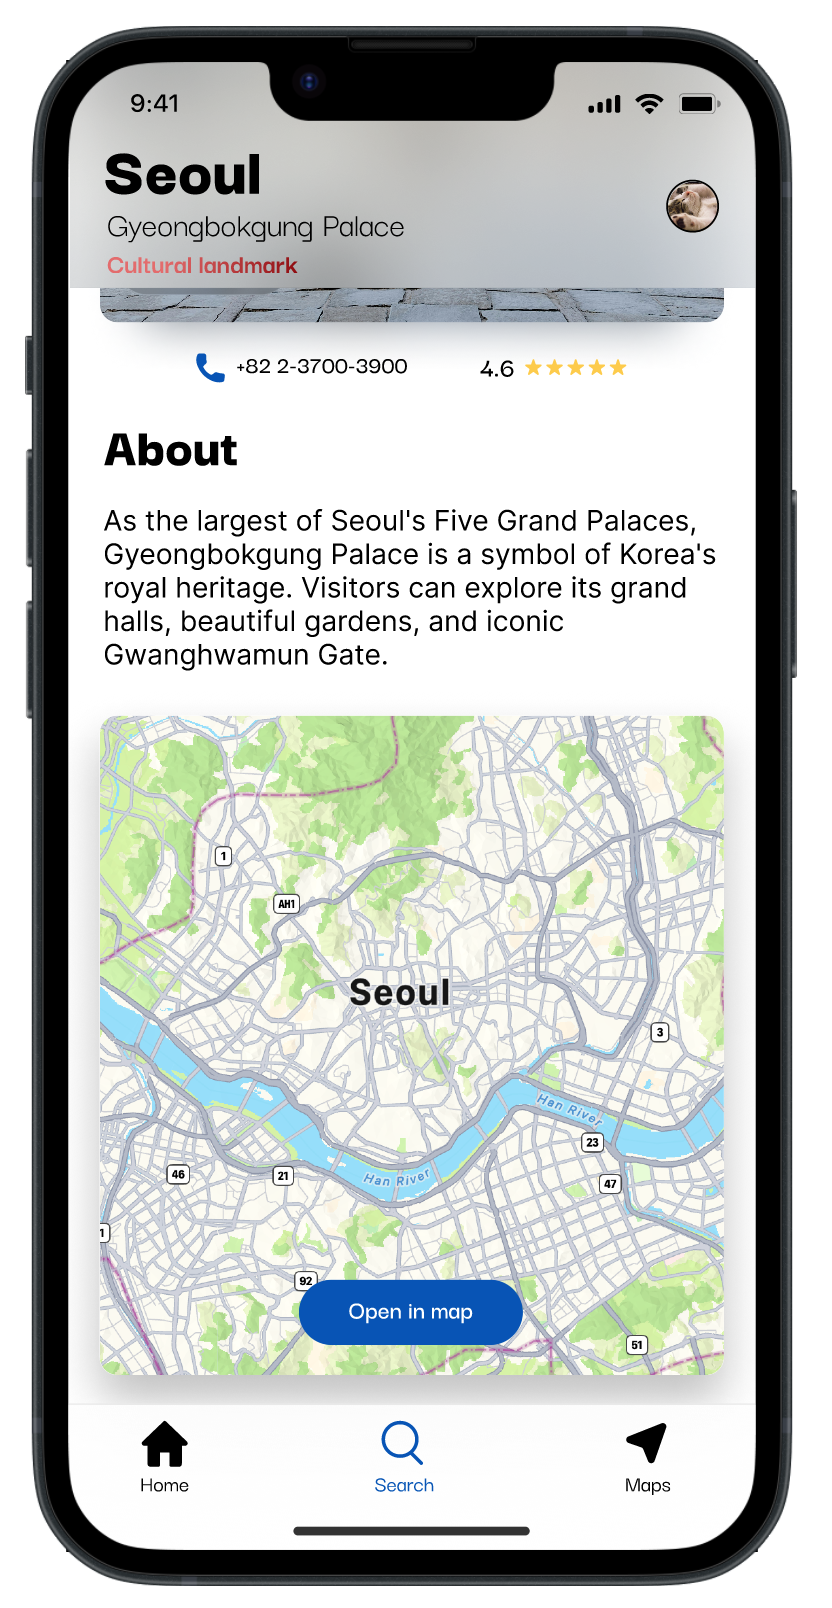 9:41
Seoul
Gyeongbokgung Palace
Cultural landmark
+82 2-3700-3900
4.6
About
As the largest of Seoul's Five Grand Palaces,
Gyeongbokgung Palace is a symbol of Korea's
royal heritage. Visitors can explore its grand
halls, beautiful gardens, and iconic
Gwanghwamun Gate.
1
AH1
Seoul
3
Han River
23
46
21
Han River
47
1
92
Open in map
51
Home
Search
Maps